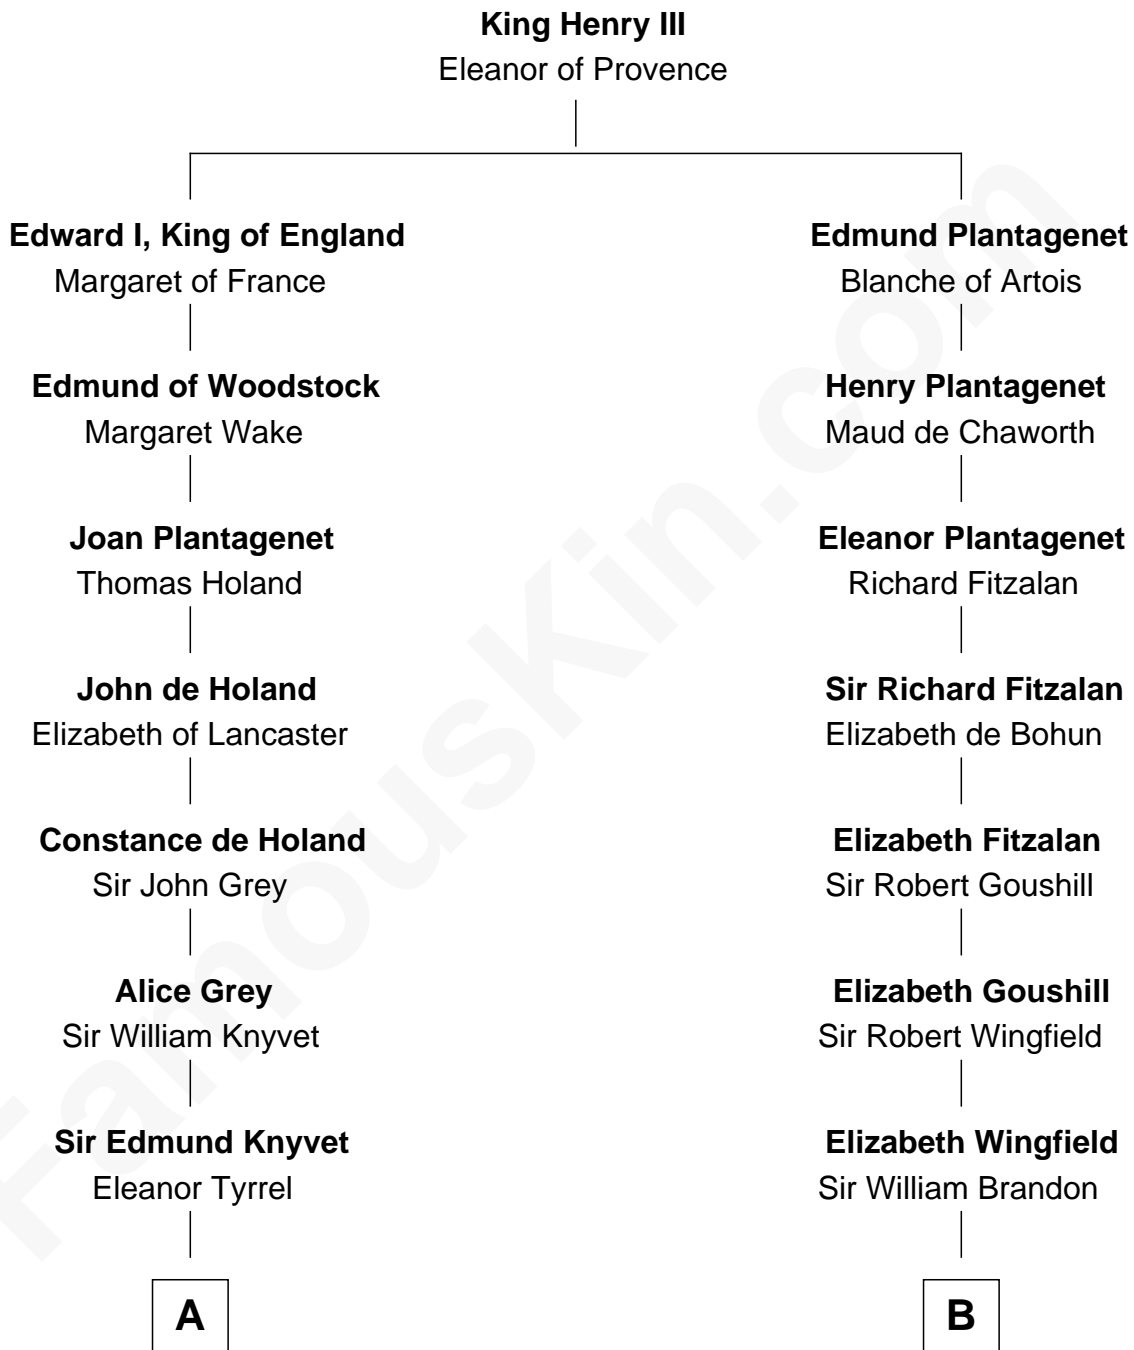 King Henry III
Eleanor of Provence
Edward I, King of England
Margaret of France
Edmund Plantagenet
Blanche of Artois
Edmund of Woodstock
Margaret Wake
Henry Plantagenet
Maud de Chaworth
Joan Plantagenet
Thomas Holand
Eleanor Plantagenet
Richard Fitzalan
John de Holand
Elizabeth of Lancaster
Sir Richard Fitzalan
Elizabeth de Bohun
Constance de Holand
Sir John Grey
Elizabeth Fitzalan
Sir Robert Goushill
Alice Grey
Sir William Knyvet
Elizabeth Goushill
Sir Robert Wingfield
Sir Edmund Knyvet
Eleanor Tyrrel
Elizabeth Wingfield
Sir William Brandon
A
B
FamousKin.com